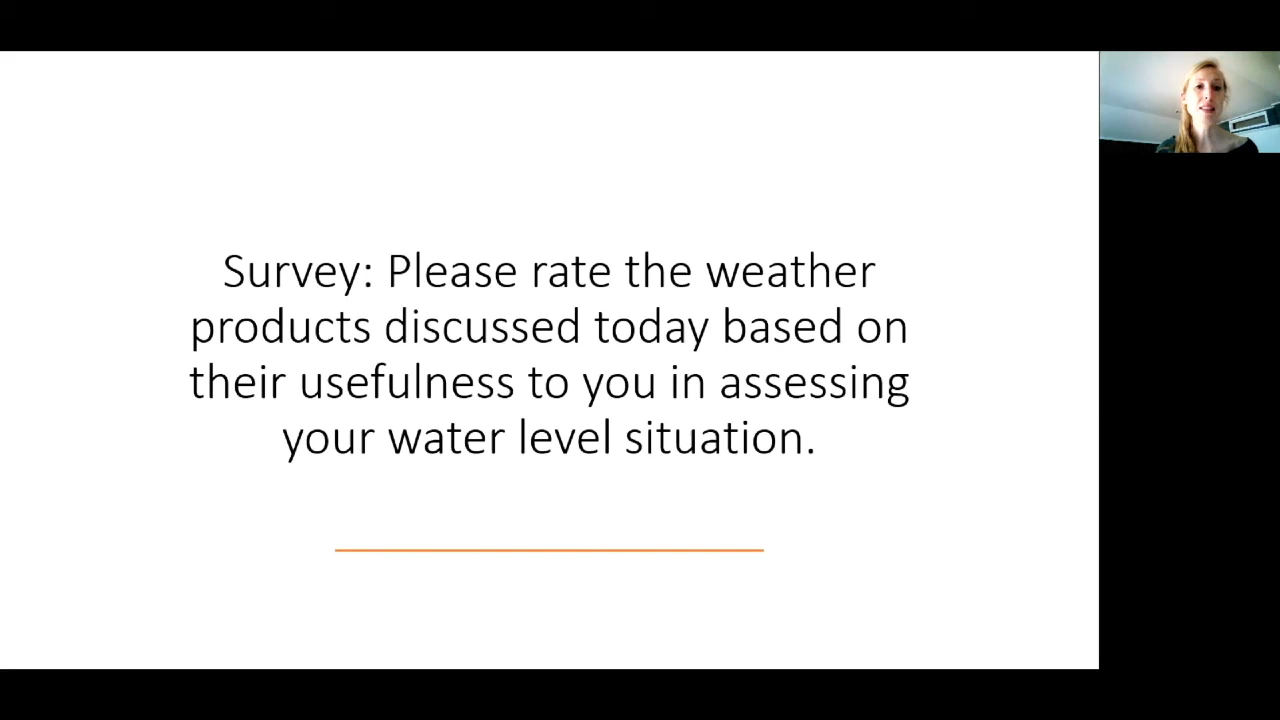 Survey: Please rate the weather
products discussed today based on
their usefulness to you in assessing
your water level situation.